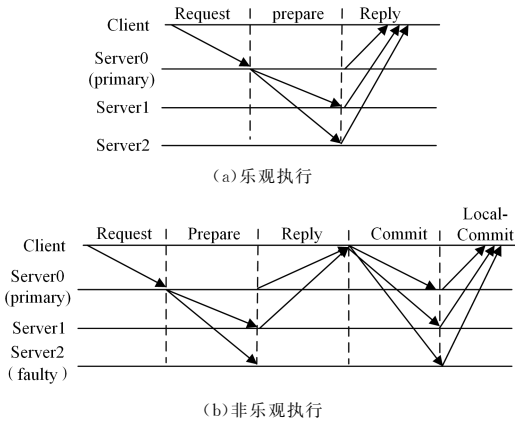 Request prepare Reply
Client
Server0
(primary)
Server1
Server2
(a)乐观执行
Local-
Request Prepare Reply Commit Commit
Client
Server0
(primary)
Server1
Server2
(faulty)
(b)非乐观执行